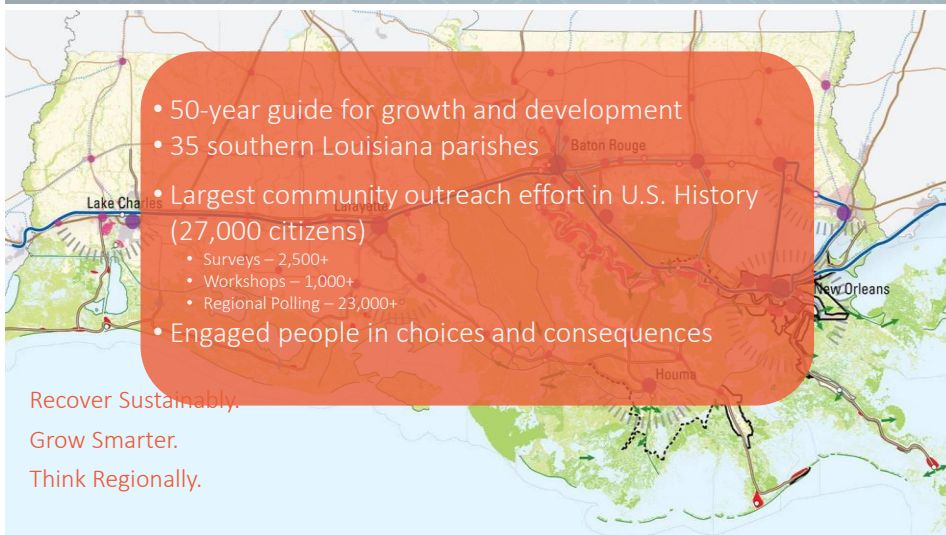 • 50-year guide for growth and development
• 35 southern Louisiana parishes
Baton Rouge
• Largest community outreach effort in U.S. History
Lake Charles
Lafayette
(27,000 citizens)
• Surveys – 2,500+
• Workshops – 1,000+
• Regional Polling – 23,000+
New Orleans
• Engaged people in choices and consequences
Houma
Recover Sustainably.
Grow Smarter.
Think Regionally.